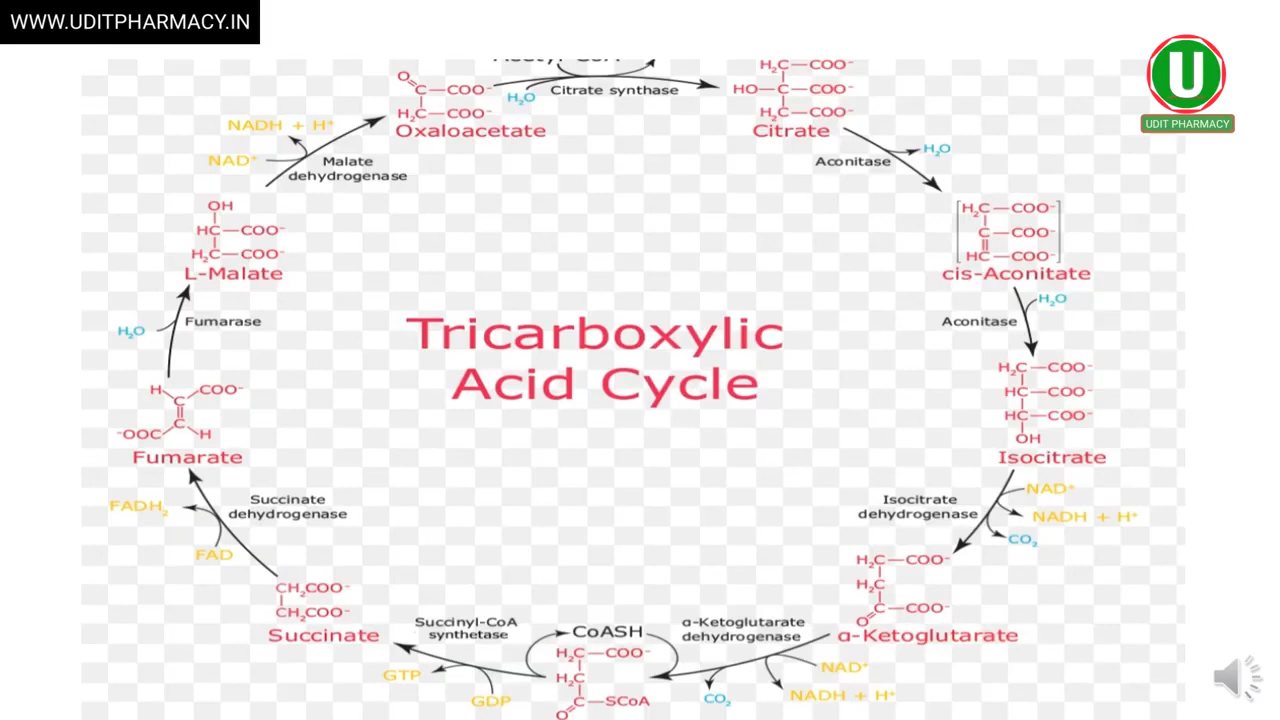 WWW.UDITPHARMACY.IN
U
UDIT PHARMACY
Acetyl CoA
H₂O
Citrate synthase
O
C—COO⁻
H₂C—COO⁻
Oxaloacetate
H₂C—COO⁻
HO—C—COO⁻
H₂C—COO⁻
Citrate
Aconitase
H₂O
H₂C—COO⁻
C—COO⁻
HC—COO⁻
cis-Aconitate
Aconitase
H₂O
H₂C—COO⁻
HC—COO⁻
HC—COO⁻
OH
Isocitrate
Isocitrate
dehydrogenase
NAD⁺
NADH + H⁺
CO₂
H₂C—COO⁻
H₂C
C—COO⁻
O
α-Ketoglutarate
α-Ketoglutarate
dehydrogenase
NAD⁺
NADH + H⁺
CO₂
CoASH
H₂C—COO⁻
H₂C
C—SCoA
O
Succinyl-CoA
synthetase
GTP
GDP
CH₂COO⁻
CH₂COO⁻
Succinate
Succinate
dehydrogenase
FADH₂
FAD
H COO⁻
C
C
⁻OOC H
Fumarate
H₂O
Fumarase
OH
HC—COO⁻
H₂C—COO⁻
L-Malate
NADH + H⁺
NAD⁺
Malate
dehydrogenase
Tricarboxylic
Acid Cycle